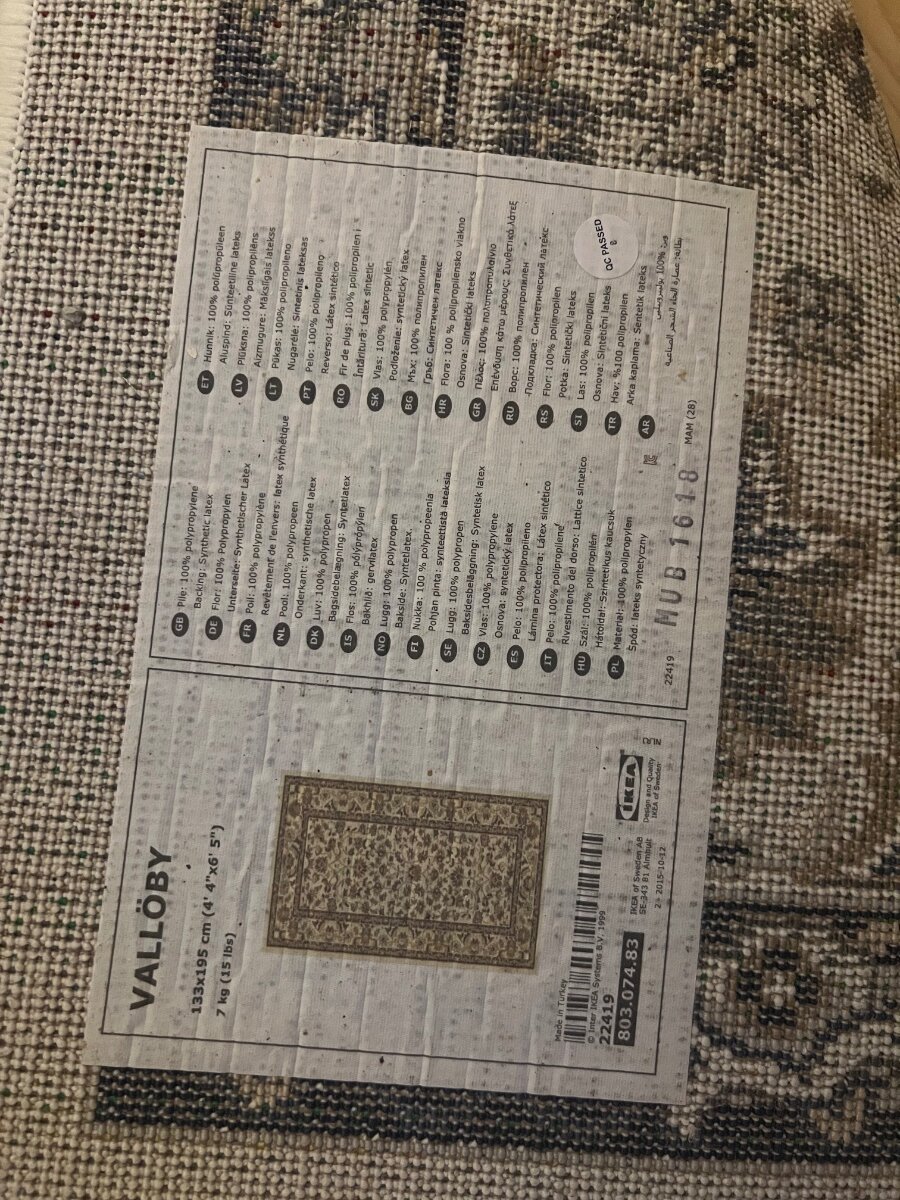 VALLÖBY
133x195 cm (4' 4"x6' 5")
7 kg (15 lbs)
Made in Turkey
© Inter IKEA Systems B.V. 1999
22419
803.074.83
IKEA of Sweden AB
SE-343 81 Älmhult
2- 2015-10-12
IKEA
Design and Quality
IKEA of Sweden
GB Pile: 100% polypropylene
Backing: Synthetic latex
DE Flor: 100% Polypropylen
Unterseite: Synthetischer Latex
FR Poil: 100% polypropylène
Revêtement de l'envers: latex synthétique
NL Pool: 100% polypropeen
Onderkant: synthetische latex
DK Luv: 100% polypropylen
Bagsidebelægning: Syntetlatex
IS Flos: 100% pólýprópýlen
Bakhlið: gervilatex
NO Lugg: 100% polypropen
Bakside: Syntetlatex.
FI Nukka: 100 % polypropeenia
Pohjan pinta: synteettistä lateksia
SE Lugg: 100% polypropen
Baksidesbeläggning: Syntetisk latex
CZ Vlas: 100% polypropylene
Osnova: syntetický latex
ES Pelo: 100% polipropileno
Lámina protectora: Látex sintético
IT Pelo: 100% polipropilene
Rivestimento del dorso: Lattice sintetico
HU Szál: 100% polipropilén
Hátoldal: Szintetikus kaucsuk
PL Materiał: 100% polipropylen
Spód: lateks syntetyczny
22419
MUB 16 18
MAM (28)
ET Hunnik: 100% polüpropüleen
Aluspind: Sünteetiline lateks
LV Plūksna: 100% polipropilēns
Aizmugure: Mākslīgais latekss
LT Pūkas: 100% polipropileno
Nugarėlė: Sintetinis lateksas
PT Pelo: 100% polipropileno
Reverso: Látex sintético
RO Fir de pluş: 100% polipropilen
Întăritură: Latex sintetic
SK Vlas: 100% polypropylén
Podloženie: syntetický latex
BG Мъх: 100% полипропилен
Гръб: Синтетичен латекс
HR Flora: 100 % polipropilensko vlakno
Osnova: Sintetički lateks
GR Πέλος: 100% πολυπροπυλένιο
Επένδυση κάτω μέρους: Συνθετικό λάτεξ
RU Ворс: 100% полипропилен
Подкладка: Синтетический латекс
RS Flor: 100% polipropilen
Potka: Sintetički lateks
SI Las: 100% polipropilen
Osnova: Sintetični lateks
TR Hav: %100 polipropilen
Arka kaplama: Sentetik lateks
AR
QC PASSED